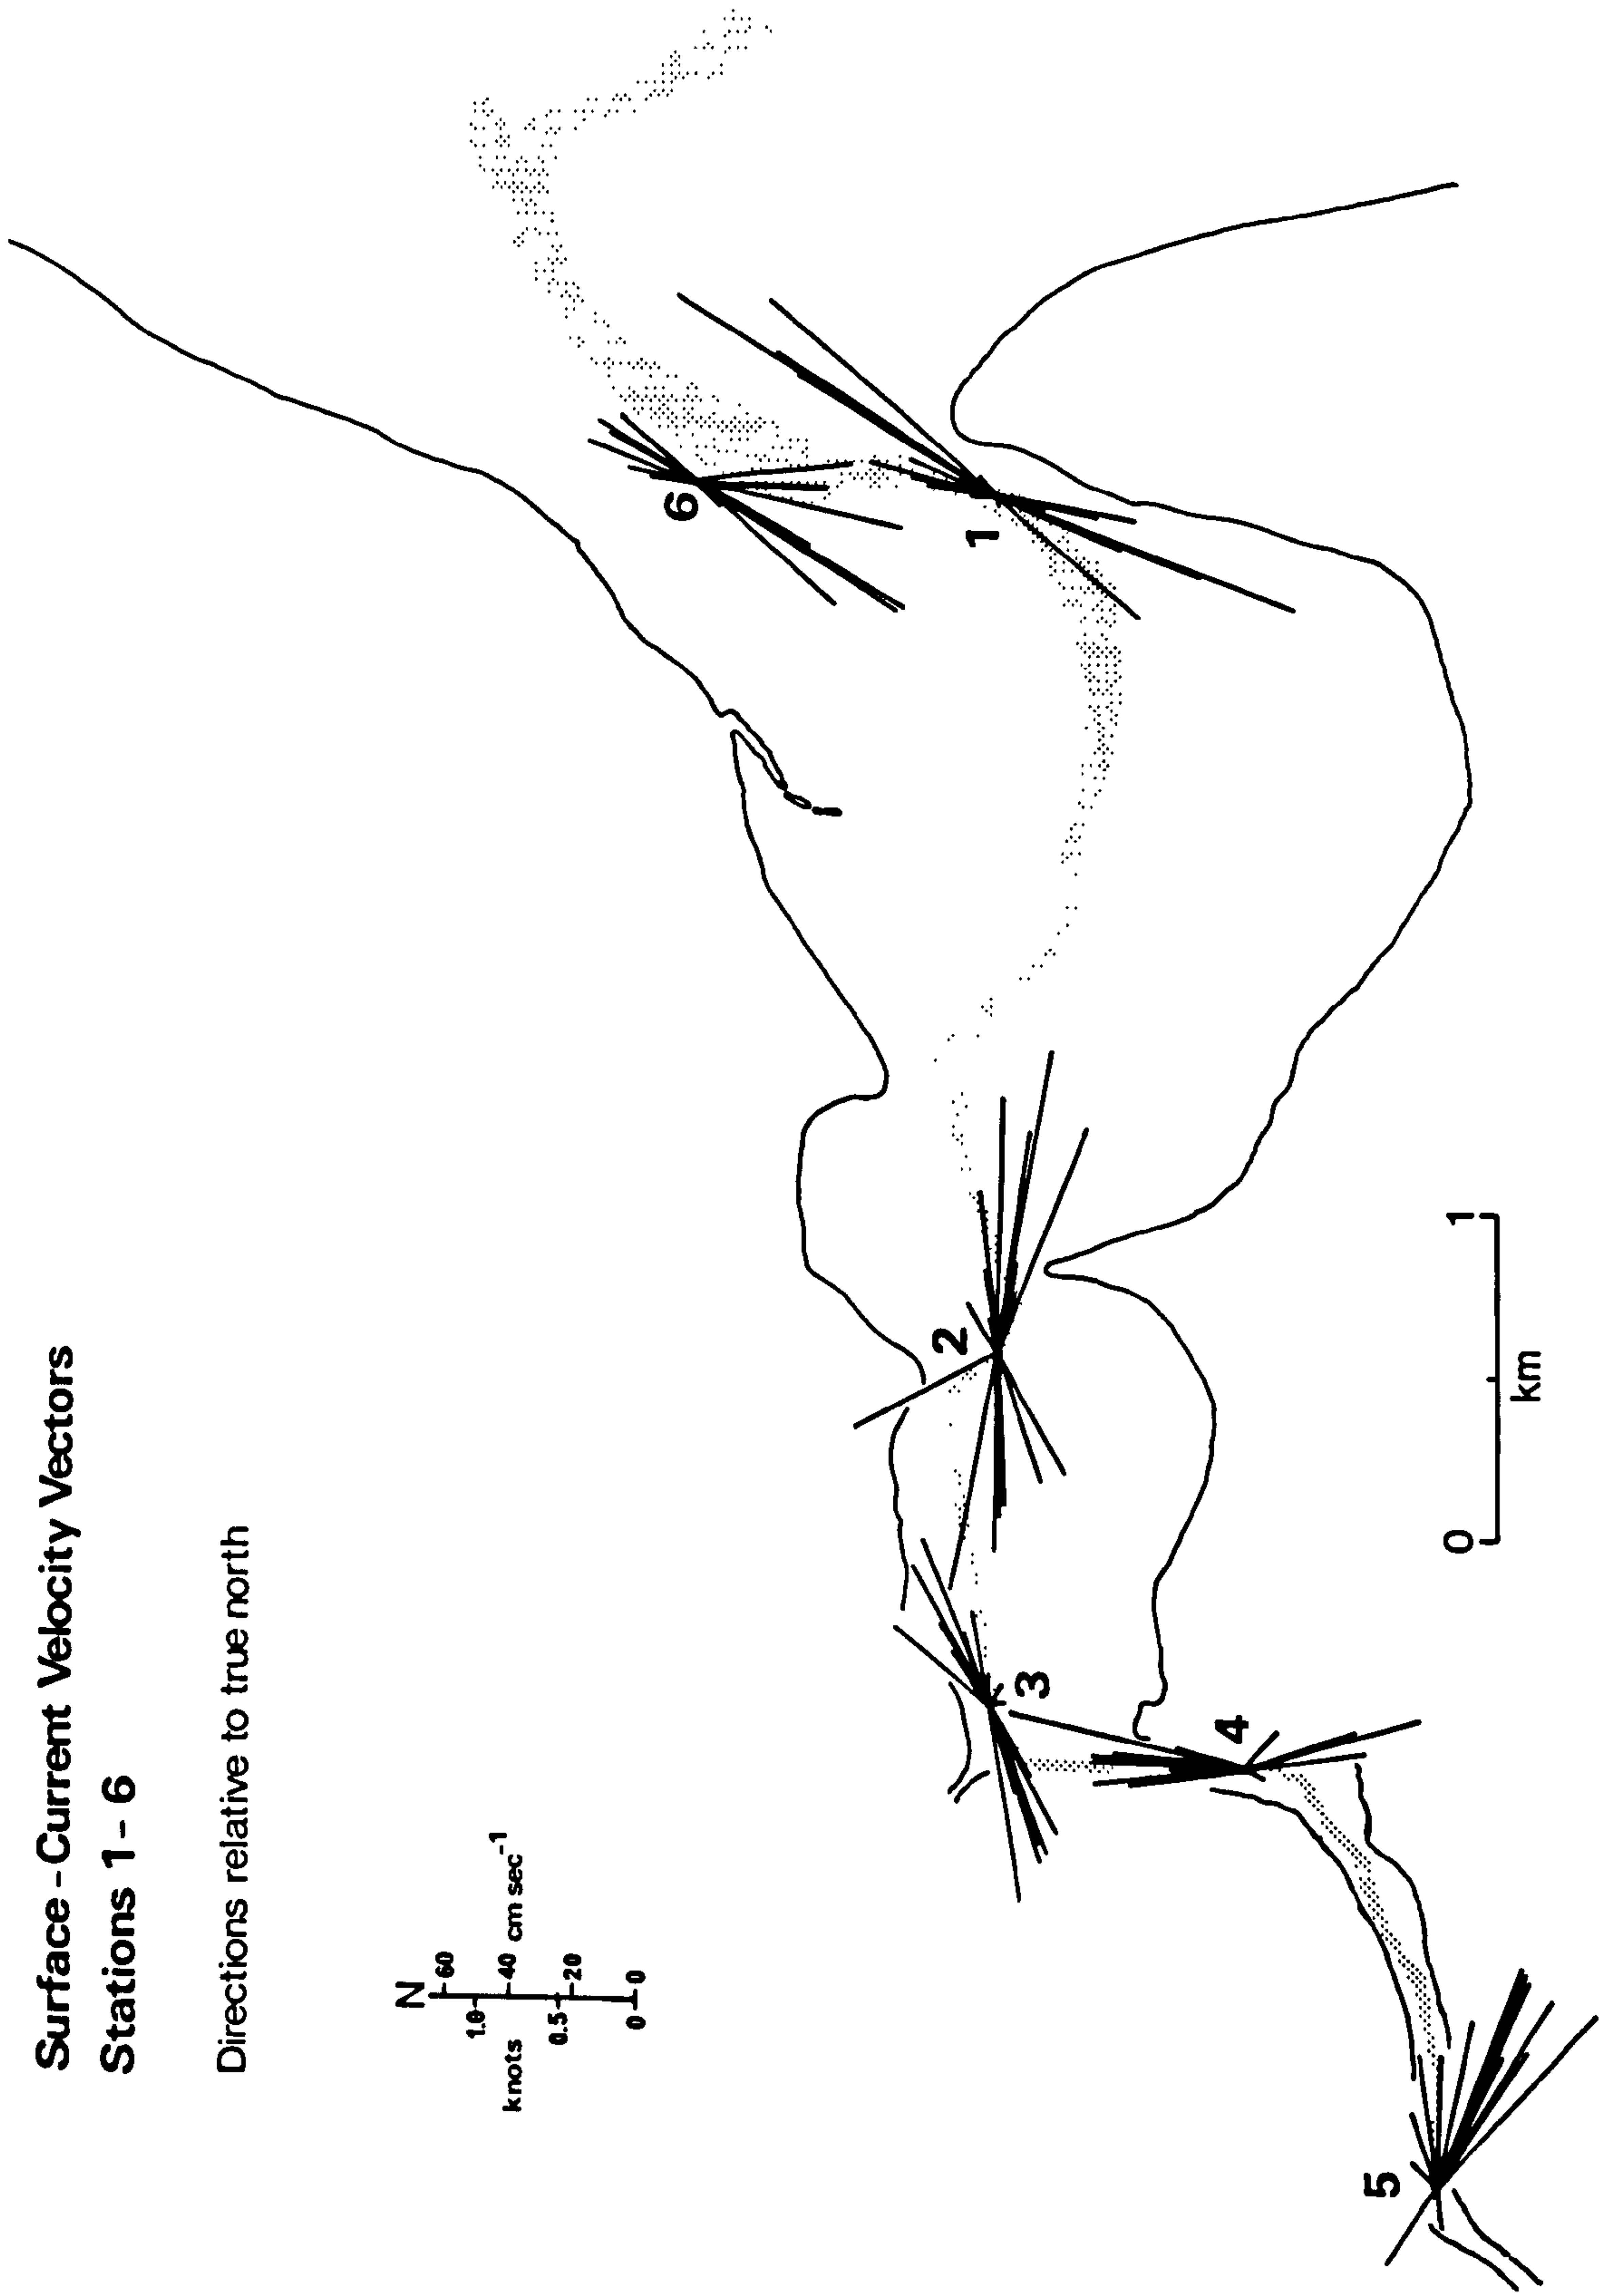 Surface-Current Velocity Vectors
Stations 1-6
Directions relative to true north
N
knots
1.0
0.5
0
60
40
20
0
cm sec⁻¹
6
1
2
3
4
5
0
1
km